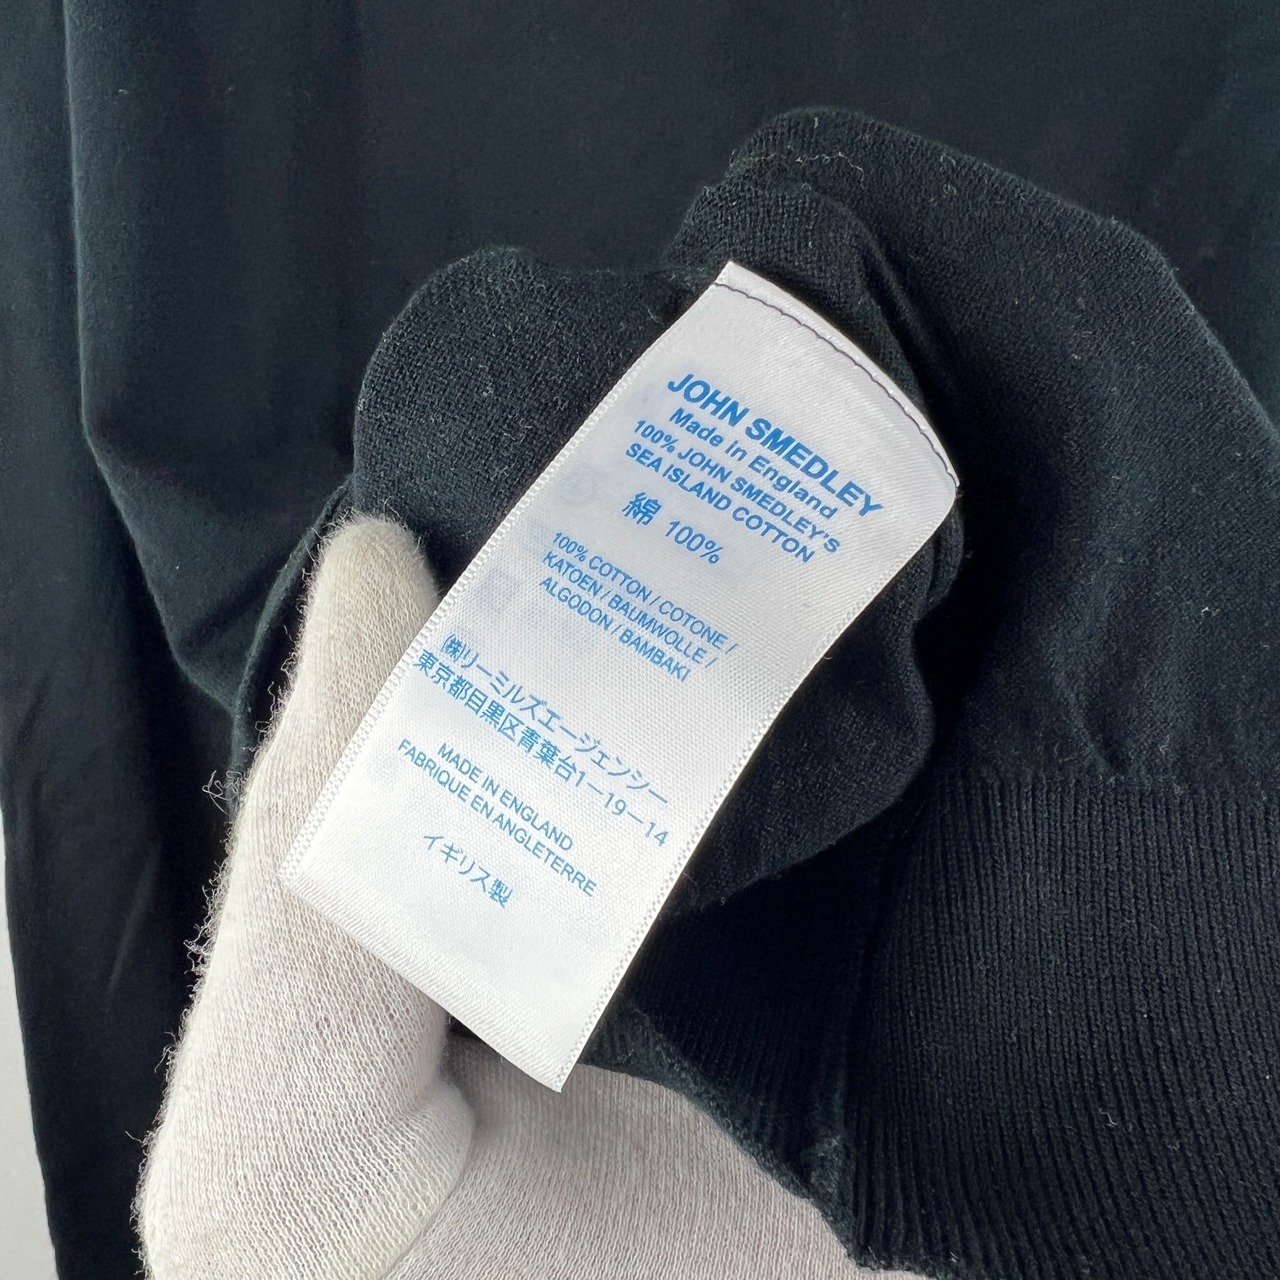 JOHN SMEDLEY
Made in England
100% JOHN SMEDLEY'S
SEA ISLAND COTTON
綿 100%
100% COTTON / COTONE /
KATOEN / BAUMWOLLE /
ALGODON / BAMBAKI
㈱リーミルズエージェンシー
東京都目黒区青葉台1-19-14
MADE IN ENGLAND
FABRIQUE EN ANGLETERRE
イギリス製